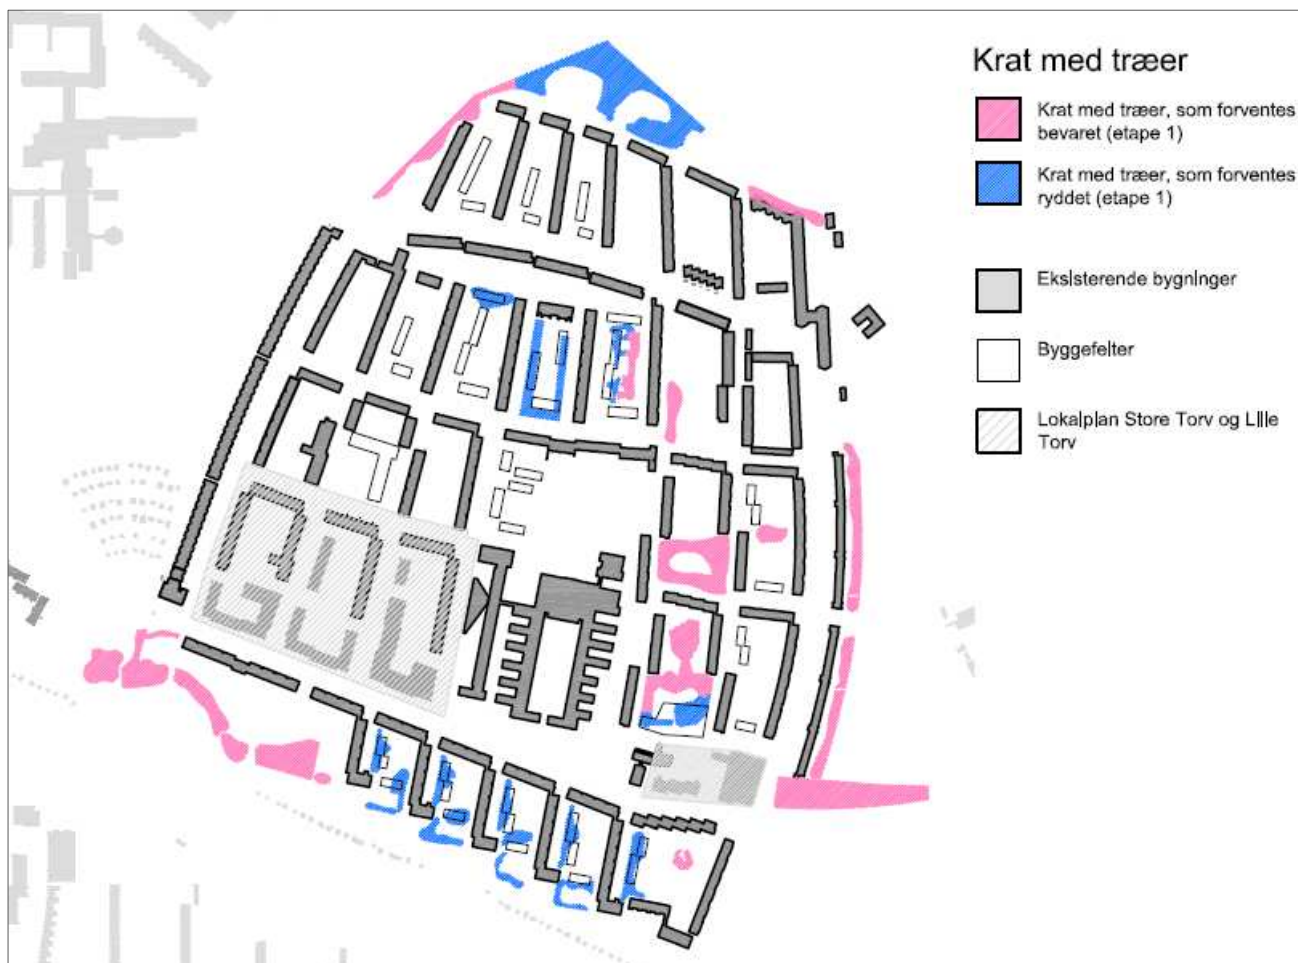 Krat med træer
Krat med træer, som forventes
bevaret (etape 1)
Krat med træer, som forventes
ryddet (etape 1)
Eksisterende bygninger
Byggefelter
Lokalplan Store Torv og Lille
Torv